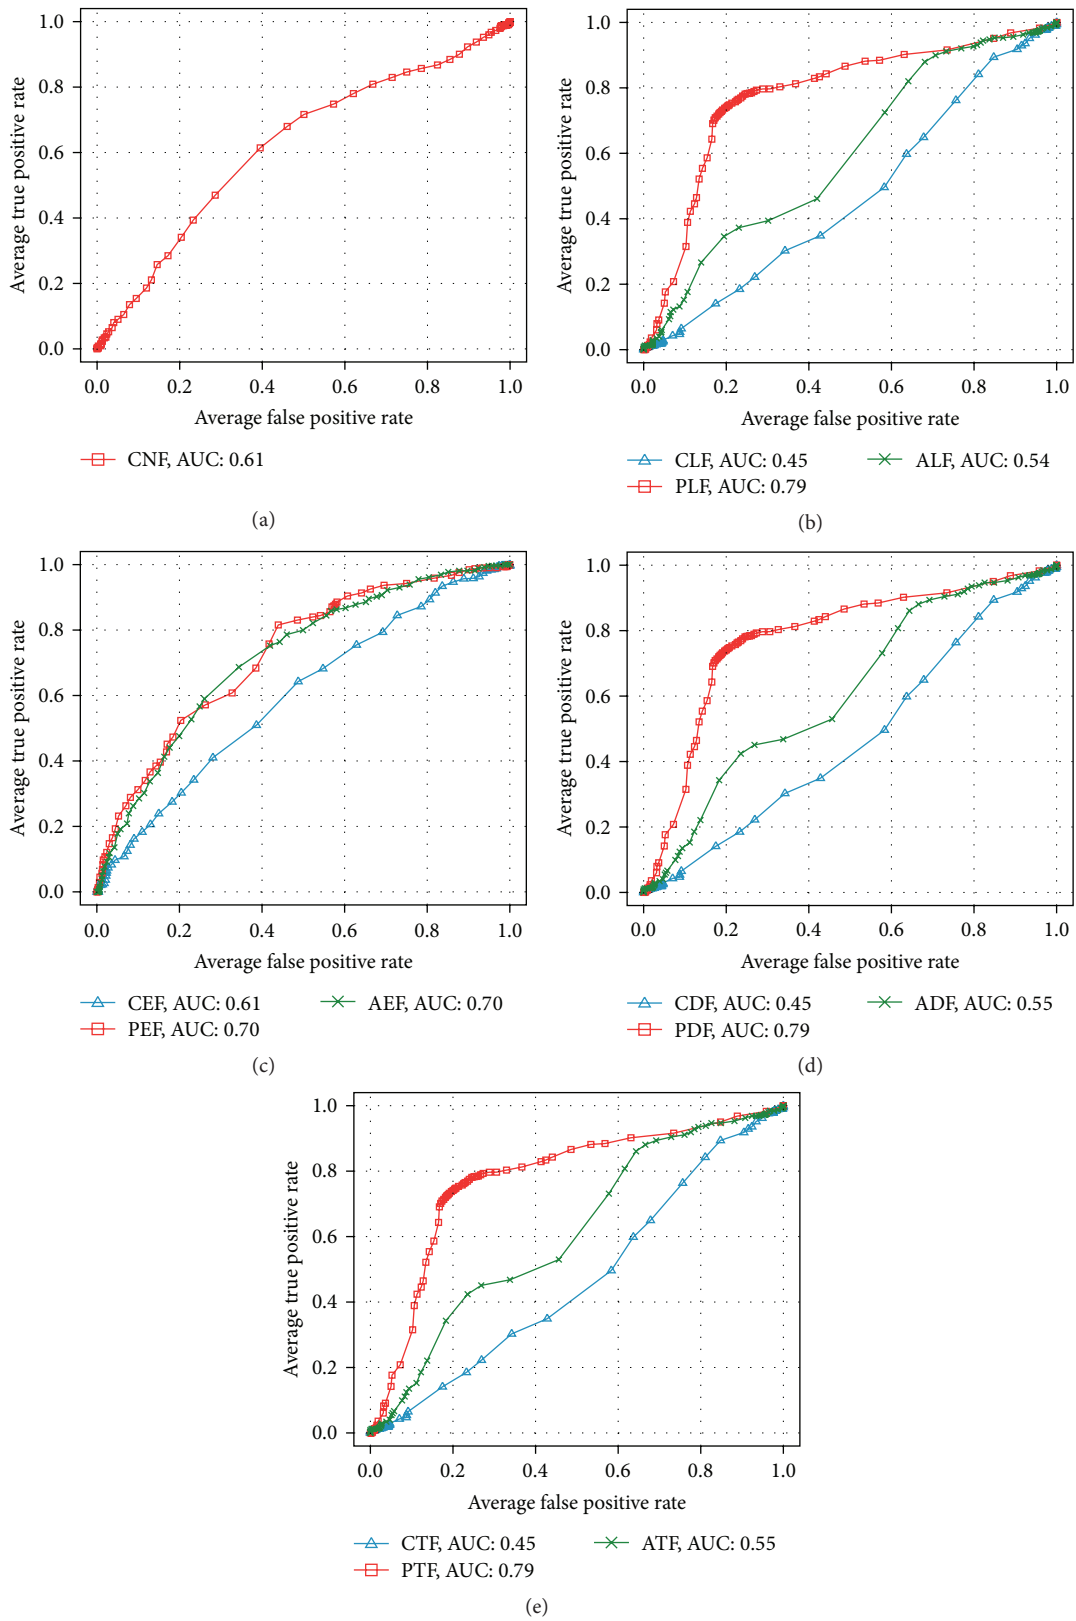 1.0
0.8
0.6
0.4
0.2
0.0
Average true positive rate
0.0 0.2 0.4 0.6 0.8 1.0
Average false positive rate
CNF, AUC: 0.61
(a)
1.0
0.8
0.6
0.4
0.2
0.0
Average true positive rate
0.0 0.2 0.4 0.6 0.8 1.0
Average false positive rate
CLF, AUC: 0.45 ALF, AUC: 0.54
PLF, AUC: 0.79
(b)
1.0
0.8
0.6
0.4
0.2
0.0
Average true positive rate
0.0 0.2 0.4 0.6 0.8 1.0
Average false positive rate
CEF, AUC: 0.61 AEF, AUC: 0.70
PEF, AUC: 0.70
(c)
1.0
0.8
0.6
0.4
0.2
0.0
Average true positive rate
0.0 0.2 0.4 0.6 0.8 1.0
Average false positive rate
CDF, AUC: 0.45 ADF, AUC: 0.55
PDF, AUC: 0.79
(d)
1.0
0.8
0.6
0.4
0.2
0.0
Average true positive rate
0.0 0.2 0.4 0.6 0.8 1.0
Average false positive rate
CTF, AUC: 0.45 ATF, AUC: 0.55
PTF, AUC: 0.79
(e)